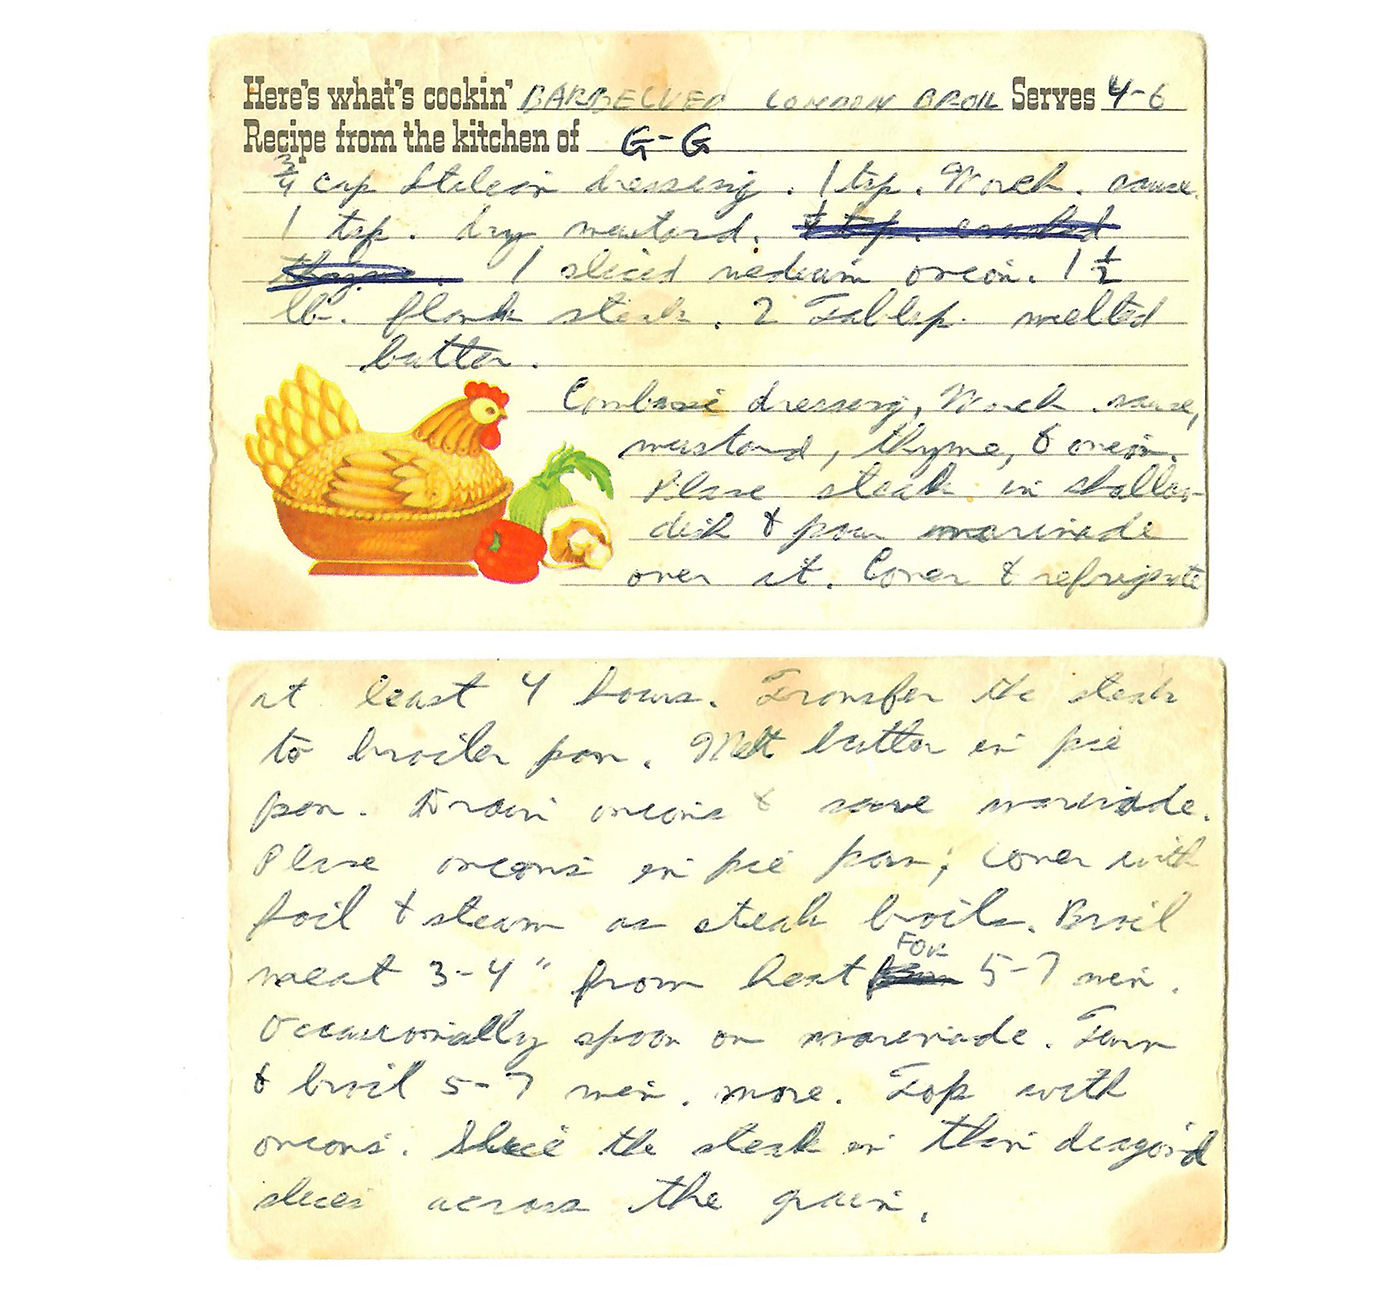 Here's what's cookin' BARBECUED LONDON BROIL Serves 4-6
Recipe from the kitchen of G-G
3/4 cup Italian dressing. 1 tsp. Worch. sauce.
1 tsp. dry mustard. 1 tsp. crushed
thyme 1 sliced medium onion. 1 1/2
lb. flank steak. 2 Tablsp. melted
butter.
Combine dressing, Worch sauce,
mustard, thyme, & onion.
Place steak in shallow
dish & pour marinade
over it. Cover & refrigerate
at least 4 hours. Transfer the steak
to broiler pan. Melt butter in pie
pan. Drain onions & save marinade.
Place onions in pie pan; cover with
foil & steam as steak broils. Broil
meat 3-4" from heat FOR 5-7 min.
Occassionally spoon on marinade. Turn
& broil 5-7 min. more. Top with
onions. Slice the steak in thin diagonal
slices across the grain.